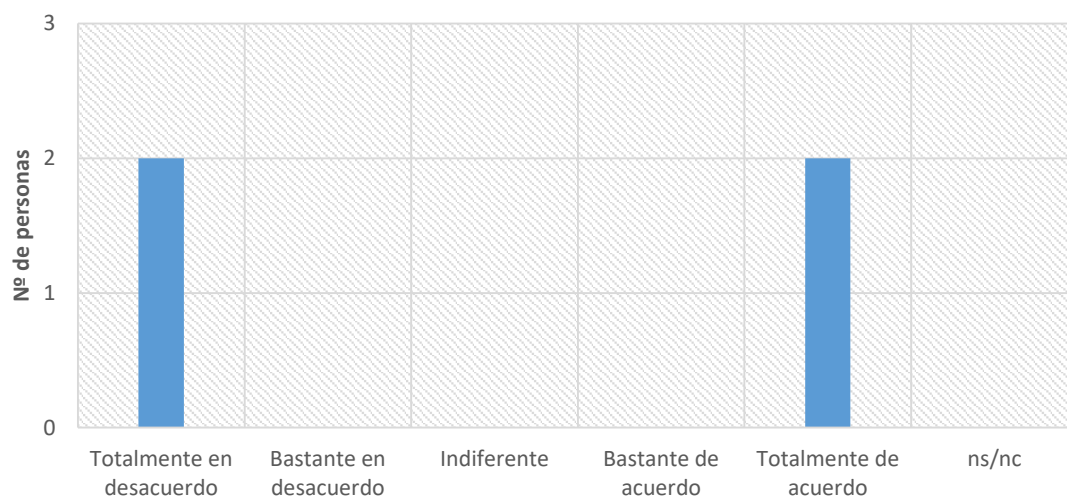 3
2
1
0
Nº de personas
Totalmente en
desacuerdo
Bastante en
desacuerdo
Indiferente
Bastante de
acuerdo
Totalmente de
acuerdo
ns/nc